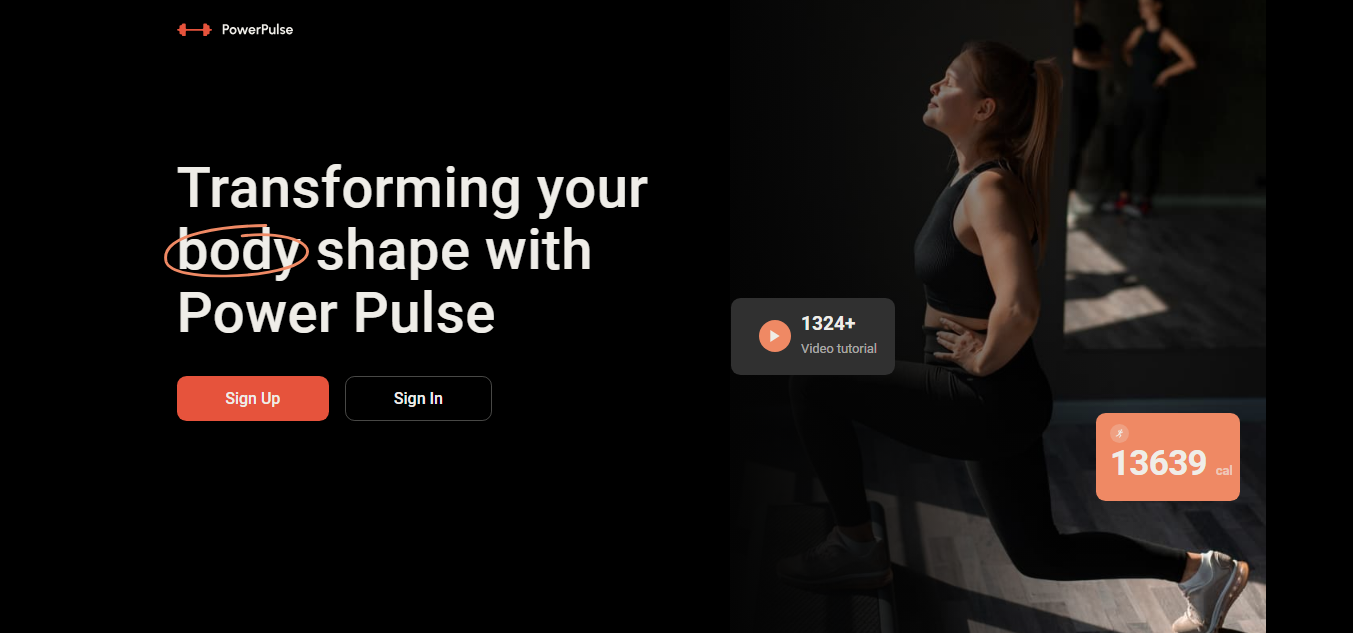 PowerPulse
Transforming your
body shape with
Power Pulse
Sign Up
Sign In
1324+
Video tutorial
13639 cal